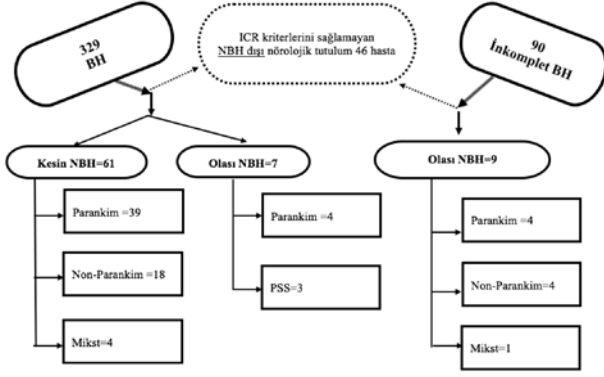 329
BH
ICR kriterlerini sağlamayan
NBH dışı nörolojik tutulum 46 hasta
90
İnkomplet BH
Kesin NBH=61
Olası NBH=7
Olası NBH=9
Parankim =39
Parankim =4
Parankim =4
Non-Parankim =18
PSS=3
Non-Parankim=4
Mikst=4
Mikst=1